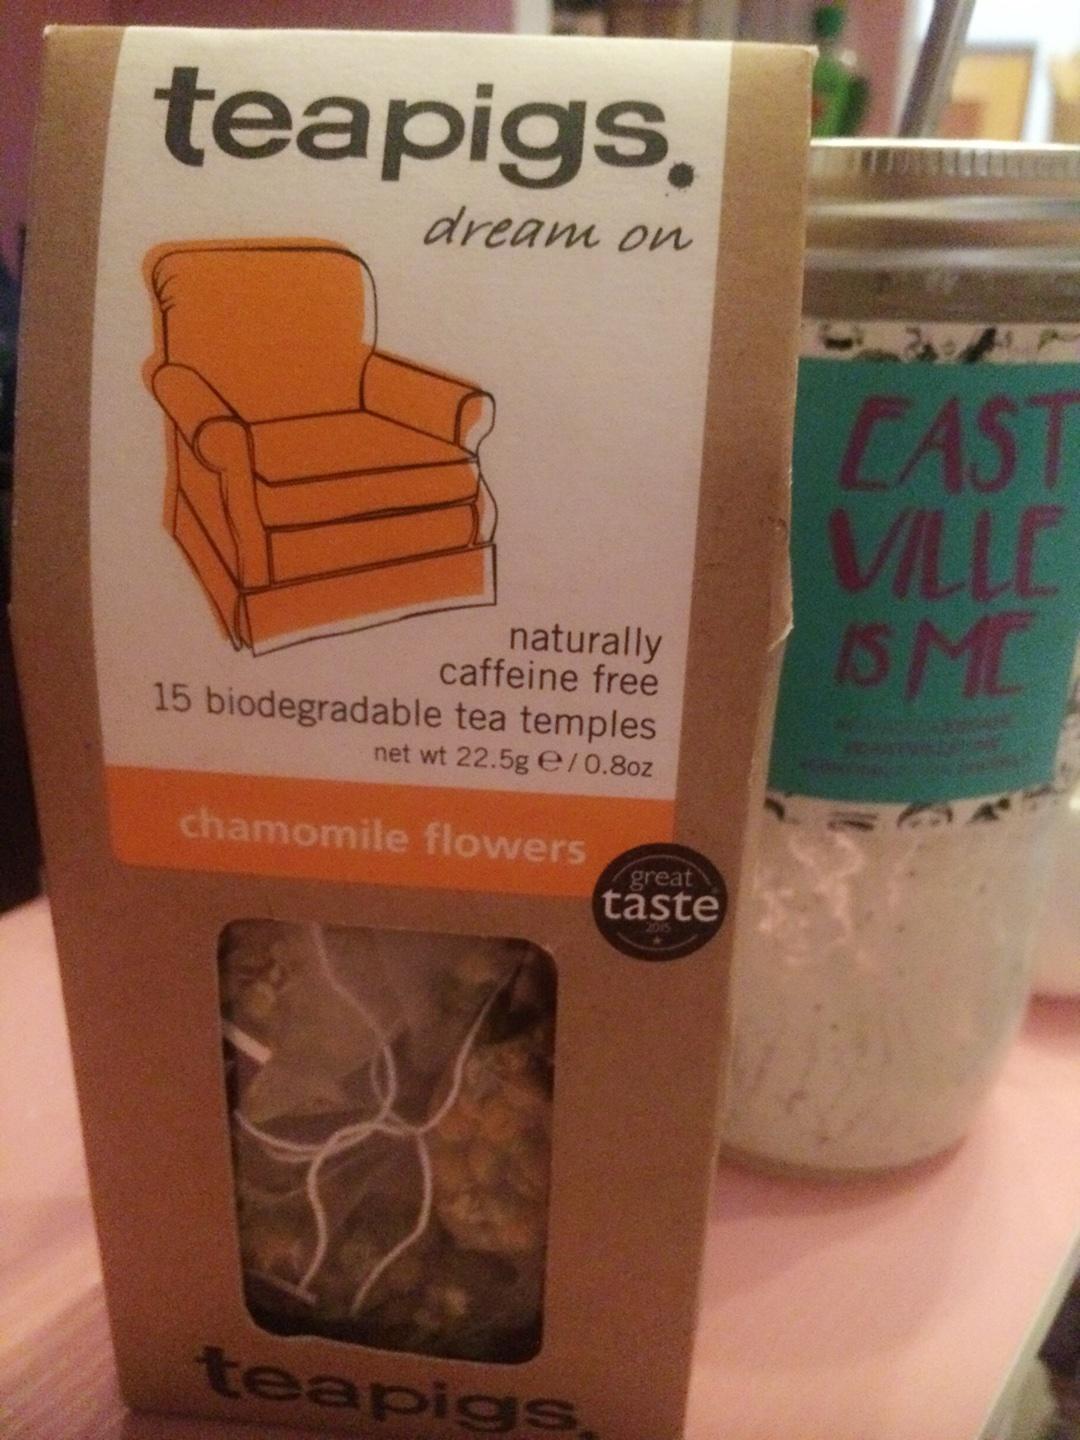 teapigs.
dream on
naturally
caffeine free
15 biodegradable tea temples
net wt 22.5g ℮ / 0.8oz
chamomile flowers
great
taste
2015
teapigs.
EAST
VILLE
IS ME